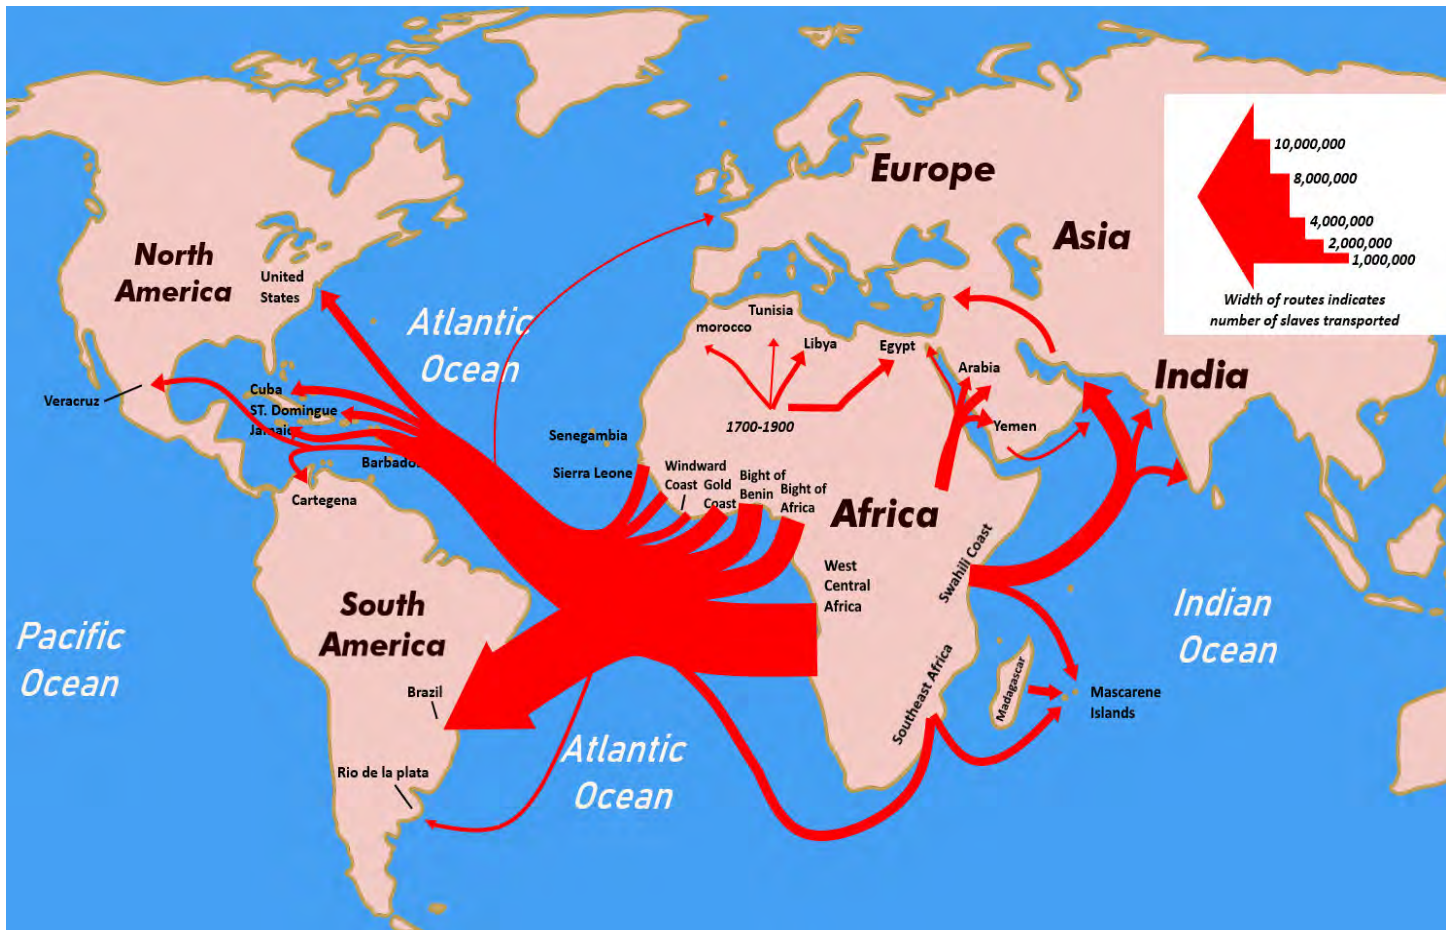 Europe
Asia
India
Africa
North
America
South
America
Atlantic
Ocean
Atlantic
Ocean
Pacific
Ocean
Indian
Ocean
10,000,000
8,000,000
4,000,000
2,000,000
1,000,000
Width of routes indicates
number of slaves transported
United
States
Veracruz
Cuba
ST. Domingue
Jamaic
Barbados
Cartegena
Brazil
Rio de la plata
Tunisia
morocco
Libya
Egypt
1700-1900
Arabia
Yemen
Senegambia
Sierra Leone
Windward
Coast
Gold
Coast
Bight of
Benin
Bight of
Africa
West
Central
Africa
Swahili Coast
Southeast Africa
Madagascar
Mascarene
Islands